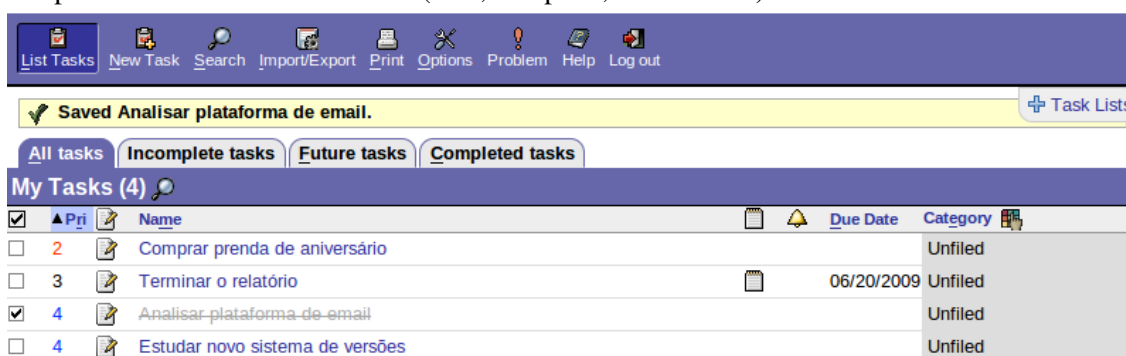 List Tasks New Task Search Import/Export Print Options Problem Help Log out
Saved Analisar plataforma de email.
Task Lists
All tasks Incomplete tasks Future tasks Completed tasks
My Tasks (4)
Pri Name Due Date Category
2 Comprar prenda de aniversário Unfiled
3 Terminar o relatório 06/20/2009 Unfiled
4 Analisar plataforma de email Unfiled
4 Estudar novo sistema de versões Unfiled